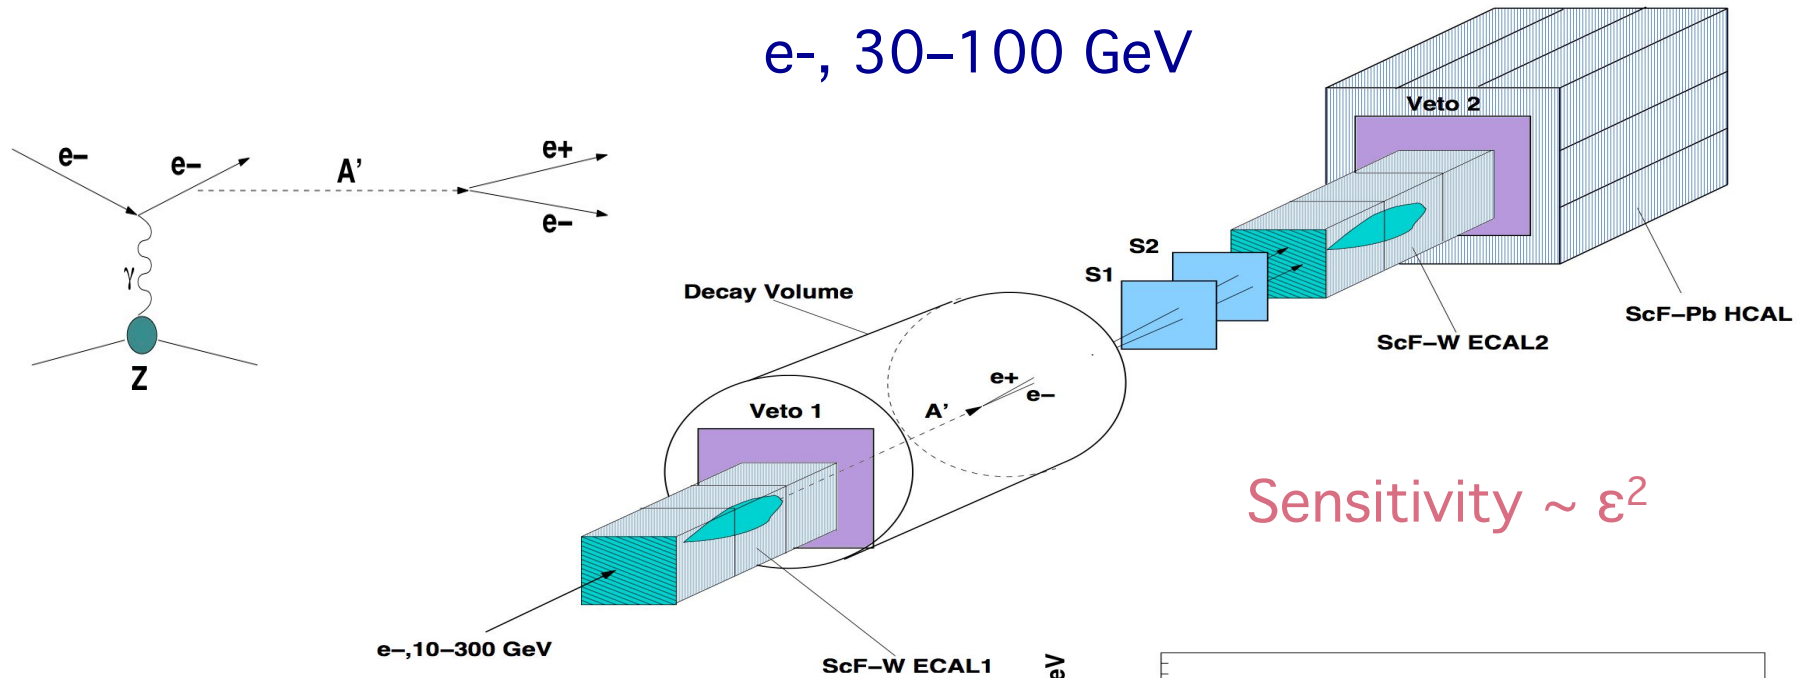 e-, 30–100 GeV
Veto 2
e–
e–
A’
e+
e–
γ
Z
S2
S1
Decay Volume
ScF–Pb HCAL
ScF–W ECAL2
e+
e–
A’
Veto 1
Sensitivity ~ ε²
e–,10–300 GeV
ScF–W ECAL1